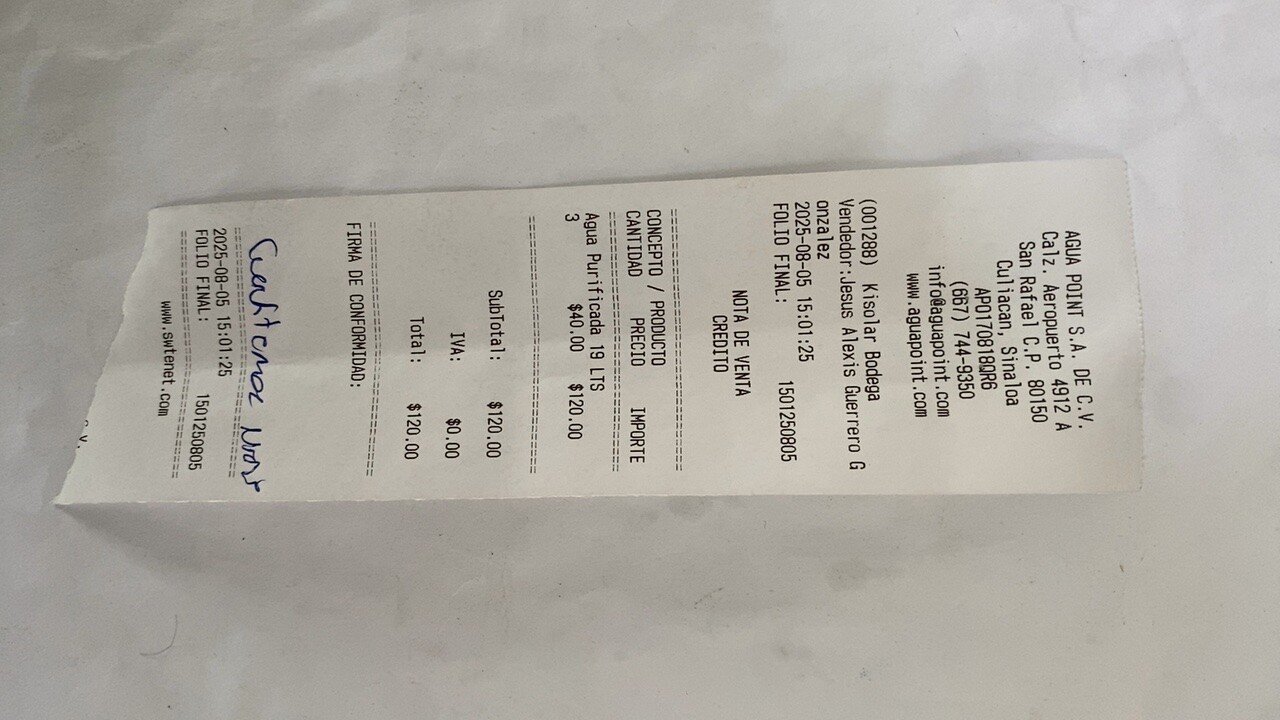 AGUA POINT S.A. DE C.V.
Calz. Aeropuerto 4912 A
San Rafael C.P. 80150
Culiacan, Sinaloa
APO170818QR6
(667) 744-9350
info@aguapoint.com
www.aguapoint.com
(001288) Kisolar Bodega
Vendedor:Jesus Alexis Guerrero G
onzalez
2025-08-05 15:01:25
FOLIO FINAL: 1501250805
NOTA DE VENTA
CREDITO
CONCEPTO / PRODUCTO
CANTIDAD PRECIO IMPORTE
Agua Purificada 19 LTS
3 $40.00 $120.00
SubTotal: $120.00
IVA: $0.00
Total: $120.00
FIRMA DE CONFORMIDAD:
2025-08-05 15:01:25
FOLIO FINAL: 1501250805
www.swtenet.com